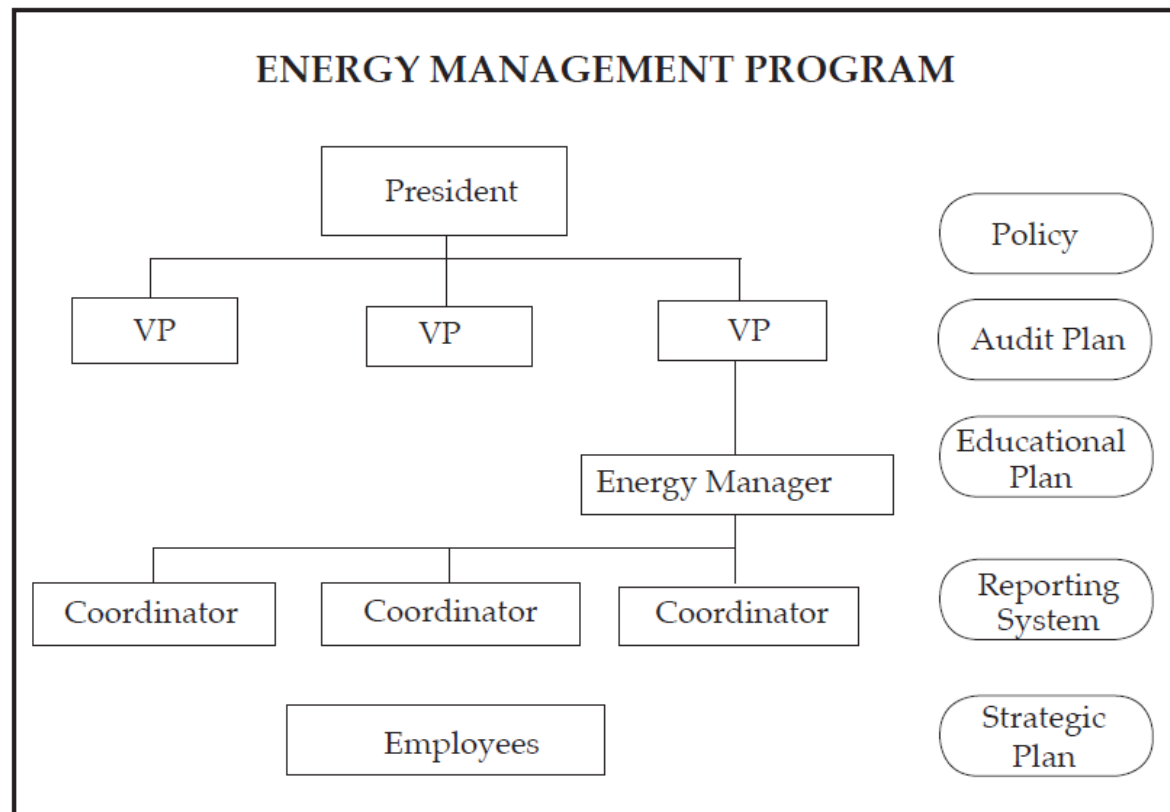 ENERGY MANAGEMENT PROGRAM
President
Policy
VP
VP
VP
Audit Plan
Educational
Plan
Energy Manager
Coordinator
Coordinator
Coordinator
Reporting
System
Employees
Strategic
Plan